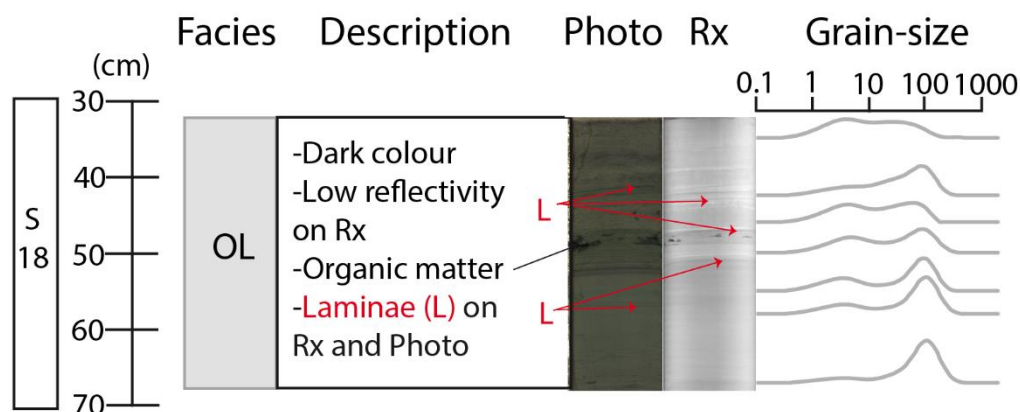 Facies Description Photo Rx Grain-size
(cm)
0.1 1 10 100 1000
30
40
50
60
70
S
18
OL
-Dark colour
-Low reflectivity
on Rx
-Organic matter
-Laminae (L) on
Rx and Photo
L
L